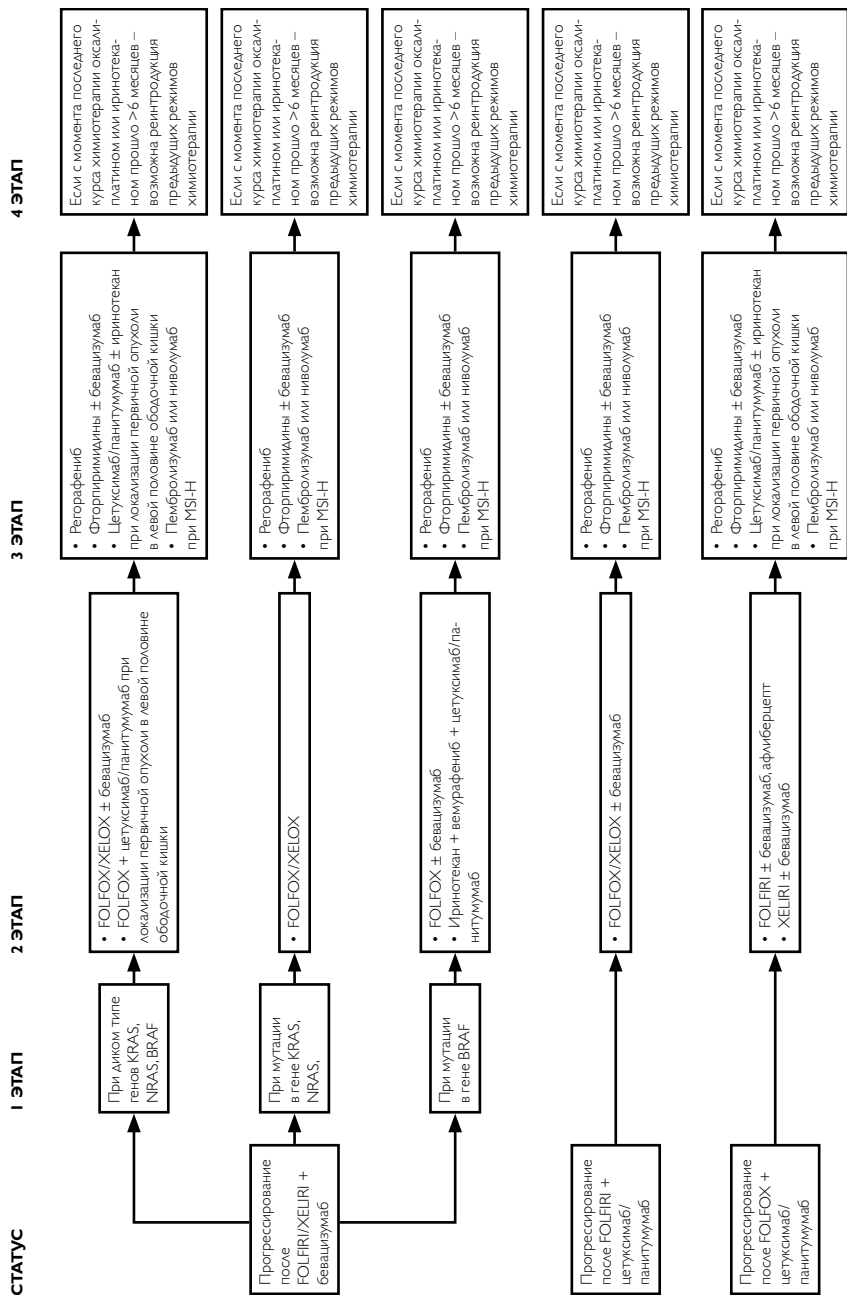 СТАТУС
1 ЭТАП
2 ЭТАП
3 ЭТАП
4 ЭТАП
Прогрессирование
после
FOLFIRI/XELIRI +
бевацизумаб
При диком типе
генов KRAS,
NRAS, BRAF
• FOLFOX/XELOX ± бевацизумаб
• FOLFOX + цетуксимаб/панитумумаб при
локализации первичной опухоли в левой половине
ободочной кишки
• Регорафениб
• Фторпиримидины ± бевацизумаб
• Цетуксимаб/панитумумаб ± иринотекан
при локализации первичной опухоли
в левой половине ободочной кишки
• Пембролизумаб или ниволумаб
при MSI-H
Если с момента последнего
курса химиотерапии оксали-
платином или иринотека-
ном прошло >6 месяцев –
возможна реинтродукция
предыдущих режимов
химиотерапии
При мутации
в гене KRAS,
NRAS,
• FOLFOX/XELOX
• Регорафениб
• Фторпиримидины ± бевацизумаб
• Пембролизумаб или ниволумаб
при MSI-H
Если с момента последнего
курса химиотерапии оксали-
платином или иринотека-
ном прошло >6 месяцев –
возможна реинтродукция
предыдущих режимов
химиотерапии
При мутации
в гене BRAF
• FOLFOX ± бевацизумаб
• Иринотекан + вемурафениб + цетуксимаб/па-
нитумумаб
• Регорафениб
• Фторпиримидины ± бевацизумаб
• Пембролизумаб или ниволумаб
при MSI-H
Если с момента последнего
курса химиотерапии оксали-
платином или иринотека-
ном прошло >6 месяцев –
возможна реинтродукция
предыдущих режимов
химиотерапии
Прогрессирование
после FOLFIRI +
цетуксимаб/
панитумумаб
• FOLFOX/XELOX ± бевацизумаб
• Регорафениб
• Фторпиримидины ± бевацизумаб
• Пембролизумаб или ниволумаб
при MSI-H
Если с момента последнего
курса химиотерапии оксали-
платином или иринотека-
ном прошло >6 месяцев –
возможна реинтродукция
предыдущих режимов
химиотерапии
Прогрессирование
после FOLFOX +
цетуксимаб/
панитумумаб
• FOLFIRI ± бевацизумаб, афлиберцепт
• XELIRI ± бевацизумаб
• Регорафениб
• Фторпиримидины ± бевацизумаб
• Цетуксимаб/панитумумаб ± иринотекан
при локализации первичной опухоли
в левой половине ободочной кишки
• Пембролизумаб или ниволумаб
при MSI-H
Если с момента последнего
курса химиотерапии оксали-
платином или иринотека-
ном прошло >6 месяцев –
возможна реинтродукция
предыдущих режимов
химиотерапии